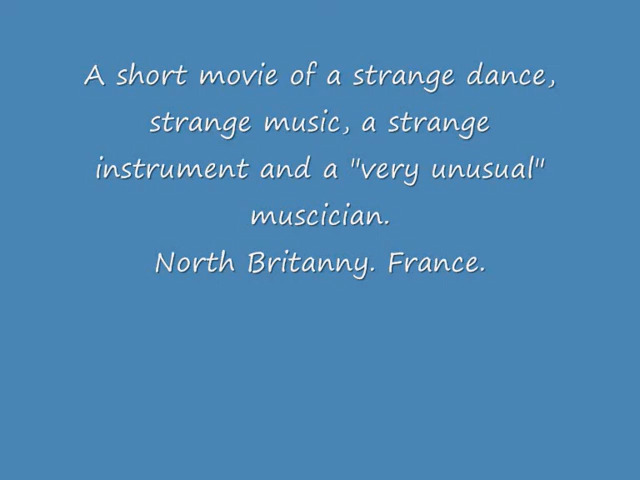 A short movie of a strange dance,
strange music, a strange
instrument and a "very unusual"
muscician.
North Britanny. France.